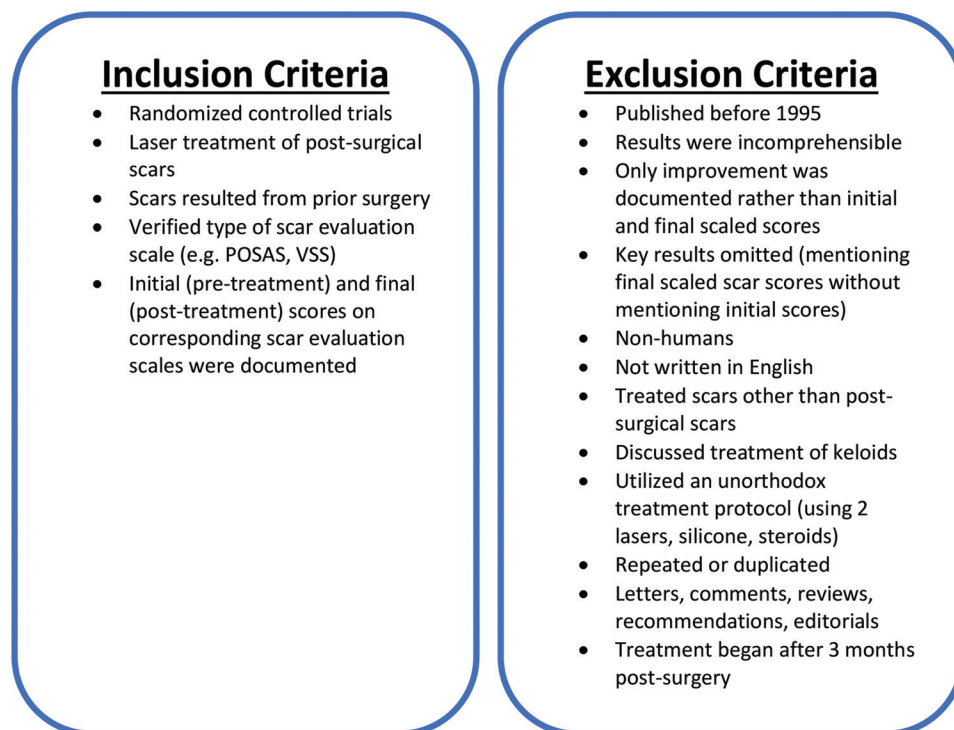 Inclusion Criteria
• Randomized controlled trials
• Laser treatment of post-surgical
scars
• Scars resulted from prior surgery
• Verified type of scar evaluation
scale (e.g. POSAS, VSS)
• Initial (pre-treatment) and final
(post-treatment) scores on
corresponding scar evaluation
scales were documented
Exclusion Criteria
• Published before 1995
• Results were incomprehensible
• Only improvement was
documented rather than initial
and final scaled scores
• Key results omitted (mentioning
final scaled scar scores without
mentioning initial scores)
• Non-humans
• Not written in English
• Treated scars other than post-
surgical scars
• Discussed treatment of keloids
• Utilized an unorthodox
treatment protocol (using 2
lasers, silicone, steroids)
• Repeated or duplicated
• Letters, comments, reviews,
recommendations, editorials
• Treatment began after 3 months
post-surgery